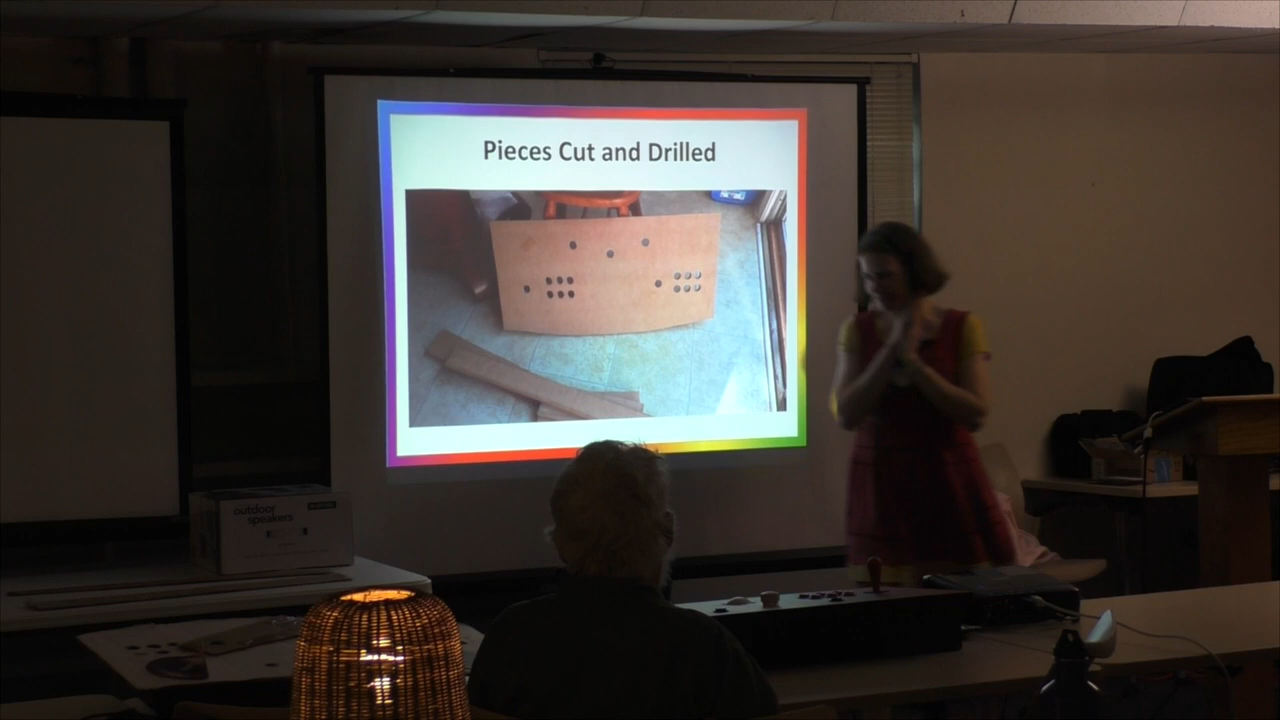 Pieces Cut and Drilled
outdoor
speakers